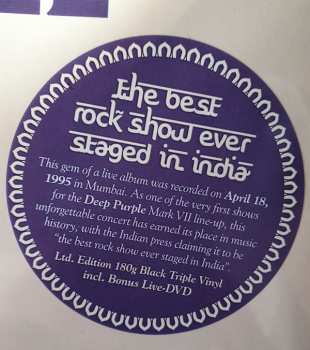 the best
rock show ever
staged in india
This gem of a live album was recorded on April 18,
1995 in Mumbai. As one of the very first shows
for the Deep Purple Mark VII line-up, this
unforgettable concert has earned its place in music
history, with the Indian press claiming it to be
"the best rock show ever staged in India".
Ltd. Edition 180g Black Triple Vinyl
incl. Bonus Live-DVD